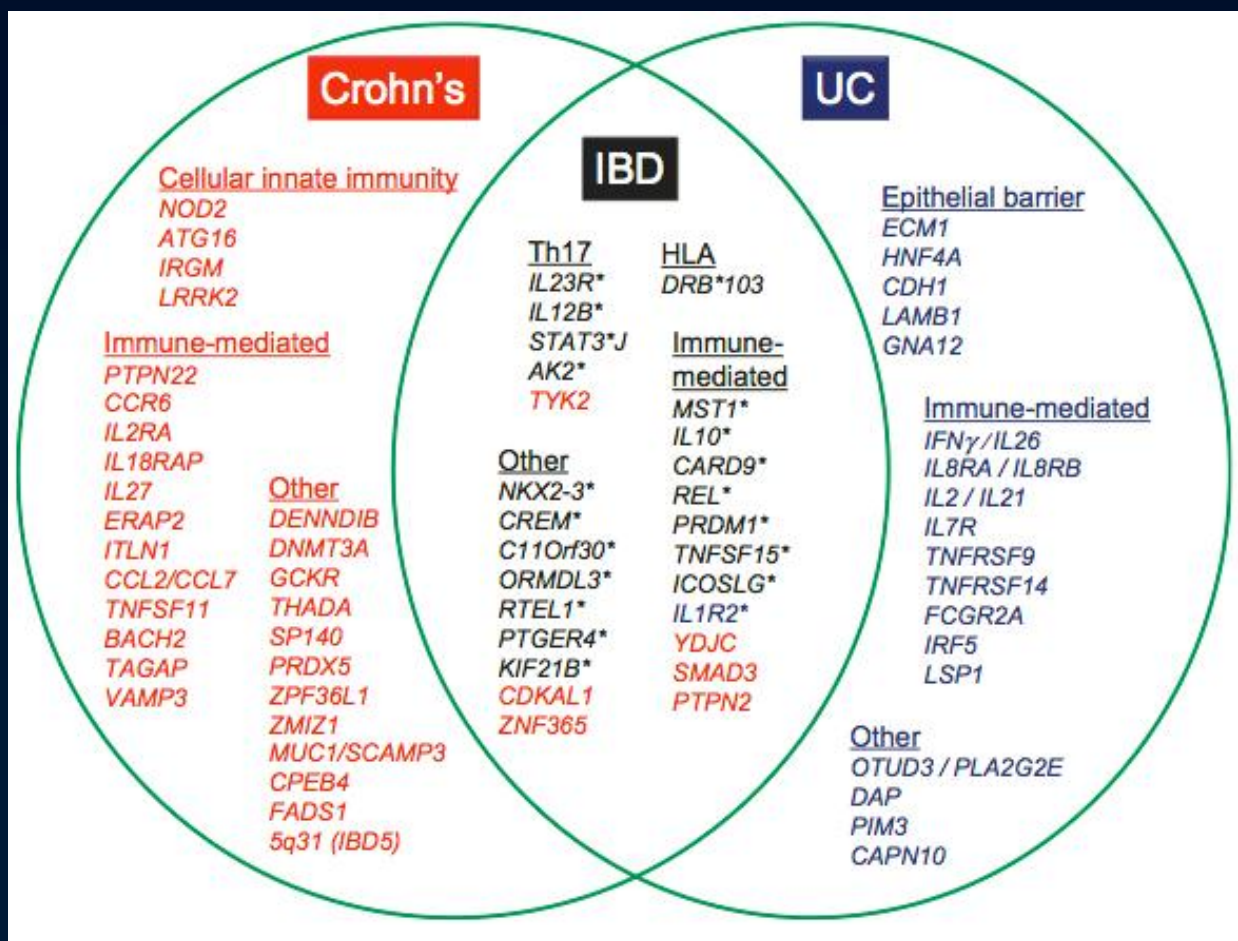 Crohn's
UC
IBD
Cellular innate immunity
NOD2
ATG16
IRGM
LRRK2
Immune-mediated
PTPN22
CCR6
IL2RA
IL18RAP
IL27
ERAP2
ITLN1
CCL2/CCL7
TNFSF11
BACH2
TAGAP
VAMP3
Other
DENNDIB
DNMT3A
GCKR
THADA
SP140
PRDX5
ZPF36L1
ZMIZ1
MUC1/SCAMP3
CPEB4
FADS1
5q31 (IBD5)
Th17
IL23R*
IL12B*
STAT3*J
AK2*
TYK2
Other
NKX2-3*
CREM*
C11Orf30*
ORMDL3*
RTEL1*
PTGER4*
KIF21B*
CDKAL1
ZNF365
HLA
DRB*103
Immune-
mediated
MST1*
IL10*
CARD9*
REL*
PRDM1*
TNFSF15*
ICOSLG*
IL1R2*
YDJC
SMAD3
PTPN2
Epithelial barrier
ECM1
HNF4A
CDH1
LAMB1
GNA12
Immune-mediated
IFNγ/IL26
IL8RA / IL8RB
IL2 / IL21
IL7R
TNFRSF9
TNFRSF14
FCGR2A
IRF5
LSP1
Other
OTUD3 / PLA2G2E
DAP
PIM3
CAPN10